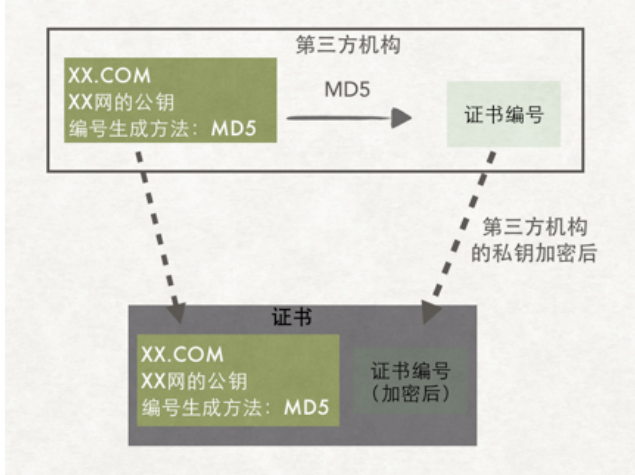 第三方机构
XX.COM
XX网的公钥
编号生成方法：MD5
MD5
证书编号
第三方机构
的私钥加密后
证书
XX.COM
XX网的公钥
编号生成方法：MD5
证书编号
（加密后）